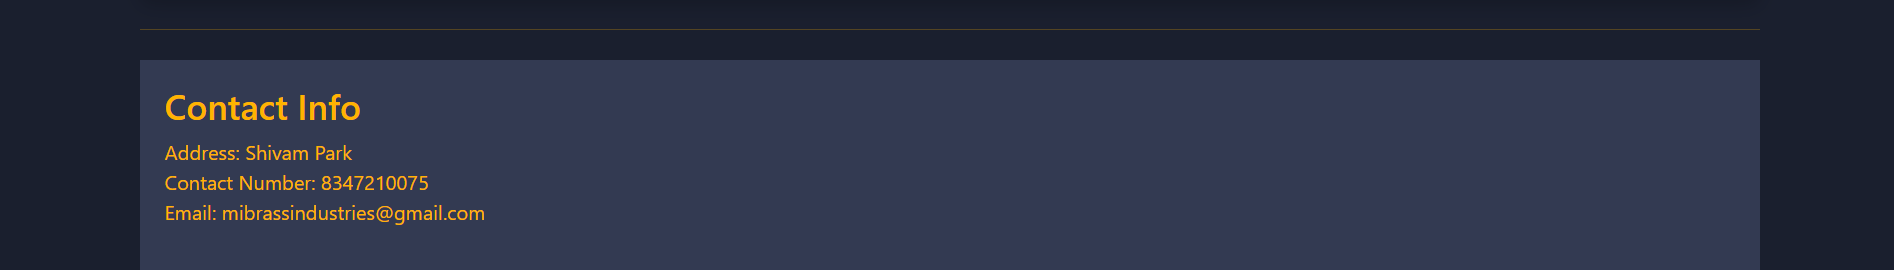 Contact Info
Address: Shivam Park
Contact Number: 8347210075
Email: mibrassindustries@gmail.com